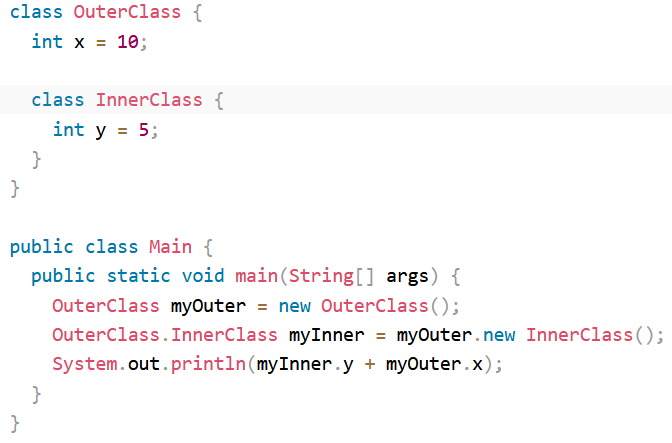 class OuterClass {
  int x = 10;

  class InnerClass {
    int y = 5;
  }
}

public class Main {
  public static void main(String[] args) {
    OuterClass myOuter = new OuterClass();
    OuterClass.InnerClass myInner = myOuter.new InnerClass();
    System.out.println(myInner.y + myOuter.x);
  }
}